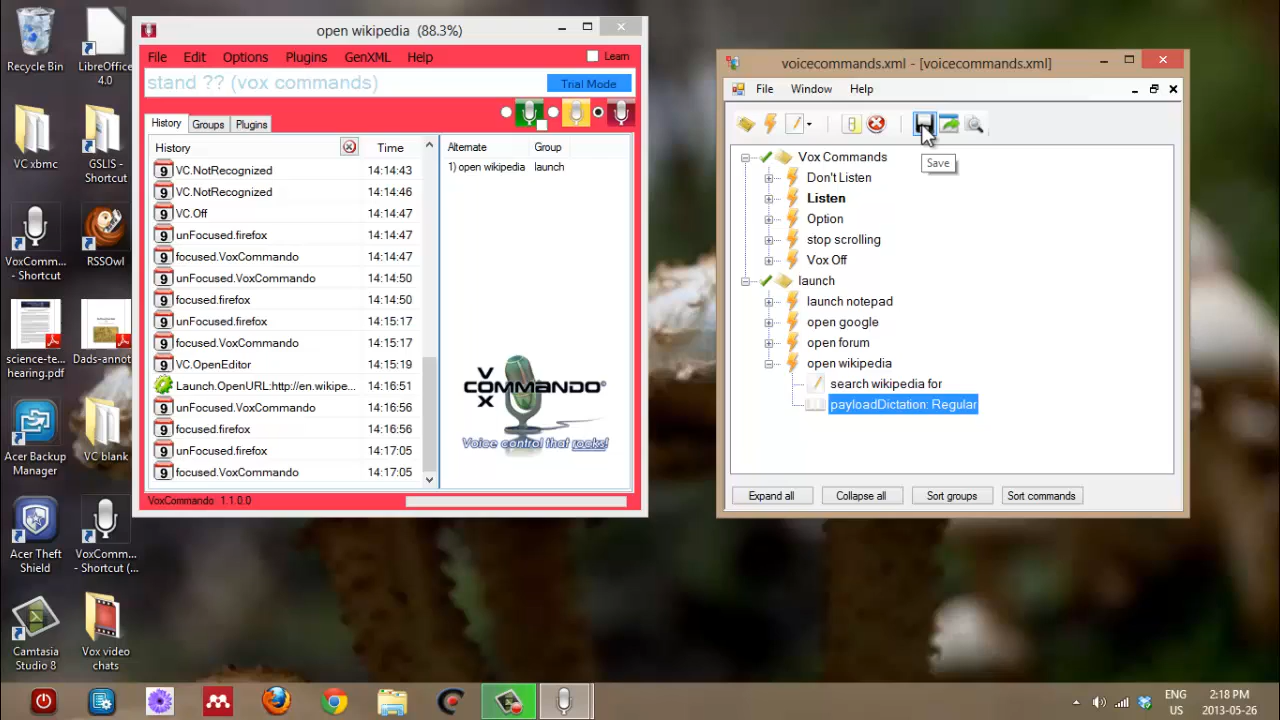 Recycle Bin
LibreOffice
4.0
VC xbmc
GSLIS -
Shortcut
VoxComm...
- Shortcut
RSSOwl
science-te...
hearing.pdf
Dads-annot...
Acer Backup
Manager
VC blank
Acer Theft
Shield
VoxComm...
- Shortcut (...
Camtasia
Studio 8
Vox video
chats
open wikipedia (88.3%)
File Edit Options Plugins GenXML Help Learn
stand ?? (vox commands) Trial Mode
History Groups Plugins
History Time Alternate Group
1) open wikipedia launch
VC.NotRecognized 14:14:43
VC.NotRecognized 14:14:46
VC.Off 14:14:47
unFocused.firefox 14:14:47
focused.VoxCommando 14:14:47
unFocused.VoxCommando 14:14:50
focused.firefox 14:14:50
unFocused.firefox 14:15:17
focused.VoxCommando 14:15:17
VC.OpenEditor 14:15:19
Launch.OpenURL:http://en.wikipe... 14:16:51
unFocused.VoxCommando 14:16:56
focused.firefox 14:16:56
unFocused.firefox 14:17:05
focused.VoxCommando 14:17:05
VOX
COMMANDO®
Voice control that rocks!
VoxCommando 1.1.0.0
voicecommands.xml - [voicecommands.xml]
File Window Help
Save
Vox Commands
Don't Listen
Listen
Option
stop scrolling
Vox Off
launch
launch notepad
open google
open forum
open wikipedia
search wikipedia for
payloadDictation: Regular
Expand all Collapse all Sort groups Sort commands
ENG
US
2:18 PM
2013-05-26